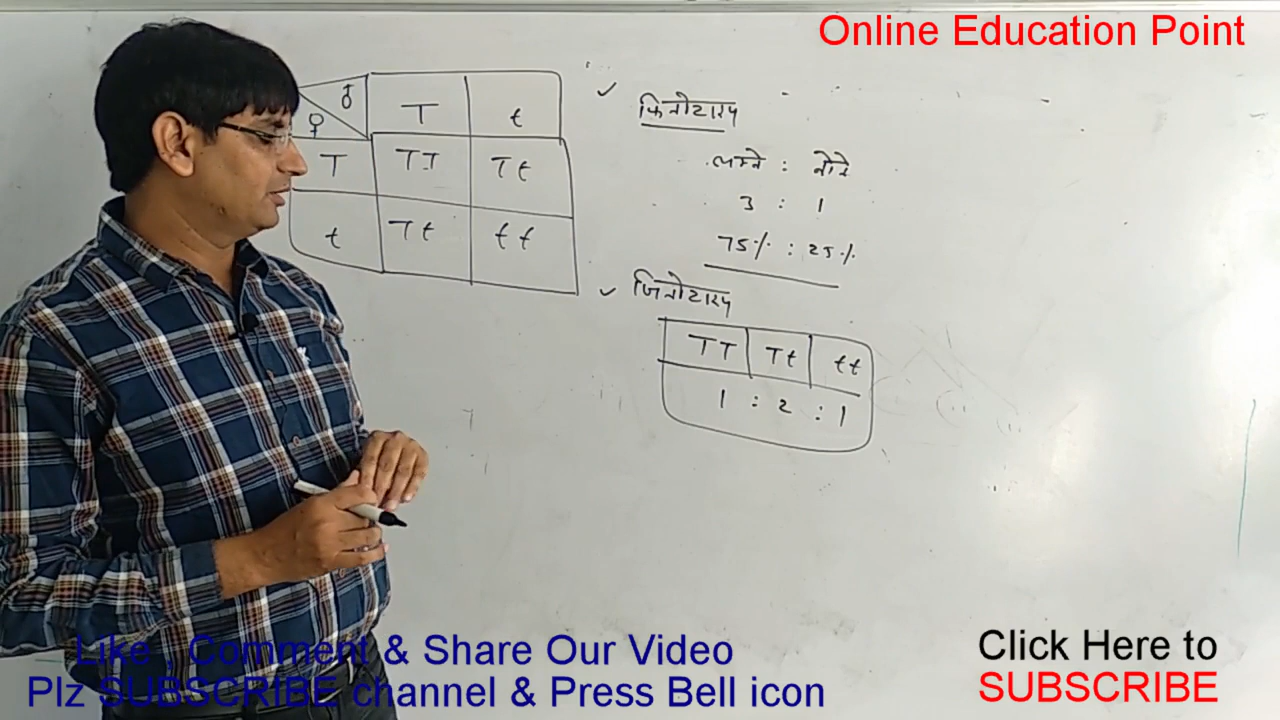 Online Education Point
♂ T t
♀
T TT Tt
t Tt tt
फिनोटाइप
लम्बे : बौने
3 : 1
75% : 25%
जिनोटाइप
TT Tt tt
1 : 2 : 1
Like , Comment & Share Our Video
Plz SUBSCRIBE channel & Press Bell icon
Click Here to
SUBSCRIBE